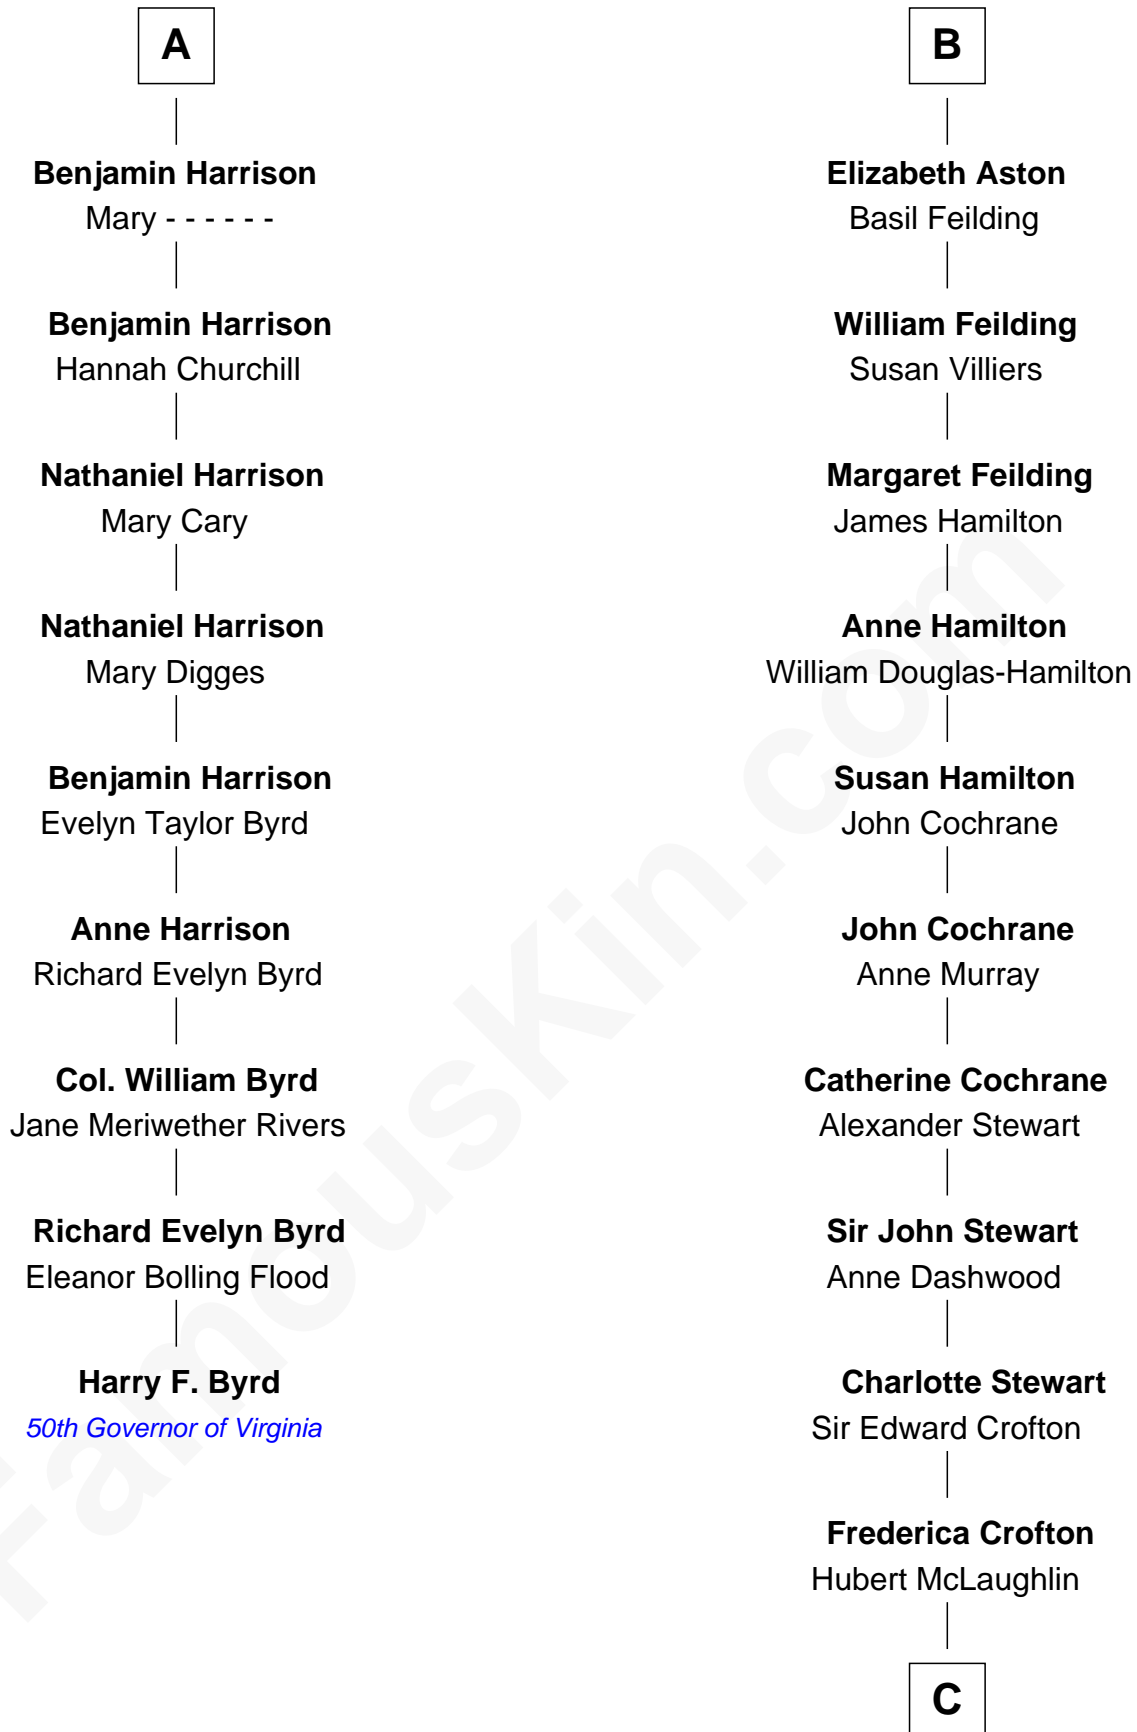 A
Benjamin Harrison
Mary - - - - - -
Benjamin Harrison
Hannah Churchill
Nathaniel Harrison
Mary Cary
Nathaniel Harrison
Mary Digges
Benjamin Harrison
Evelyn Taylor Byrd
Anne Harrison
Richard Evelyn Byrd
Col. William Byrd
Jane Meriwether Rivers
Richard Evelyn Byrd
Eleanor Bolling Flood
Harry F. Byrd
50th Governor of Virginia
B
Elizabeth Aston
Basil Feilding
William Feilding
Susan Villiers
Margaret Feilding
James Hamilton
Anne Hamilton
William Douglas-Hamilton
Susan Hamilton
John Cochrane
John Cochrane
Anne Murray
Catherine Cochrane
Alexander Stewart
Sir John Stewart
Anne Dashwood
Charlotte Stewart
Sir Edward Crofton
Frederica Crofton
Hubert McLaughlin
C
FamousKin.com